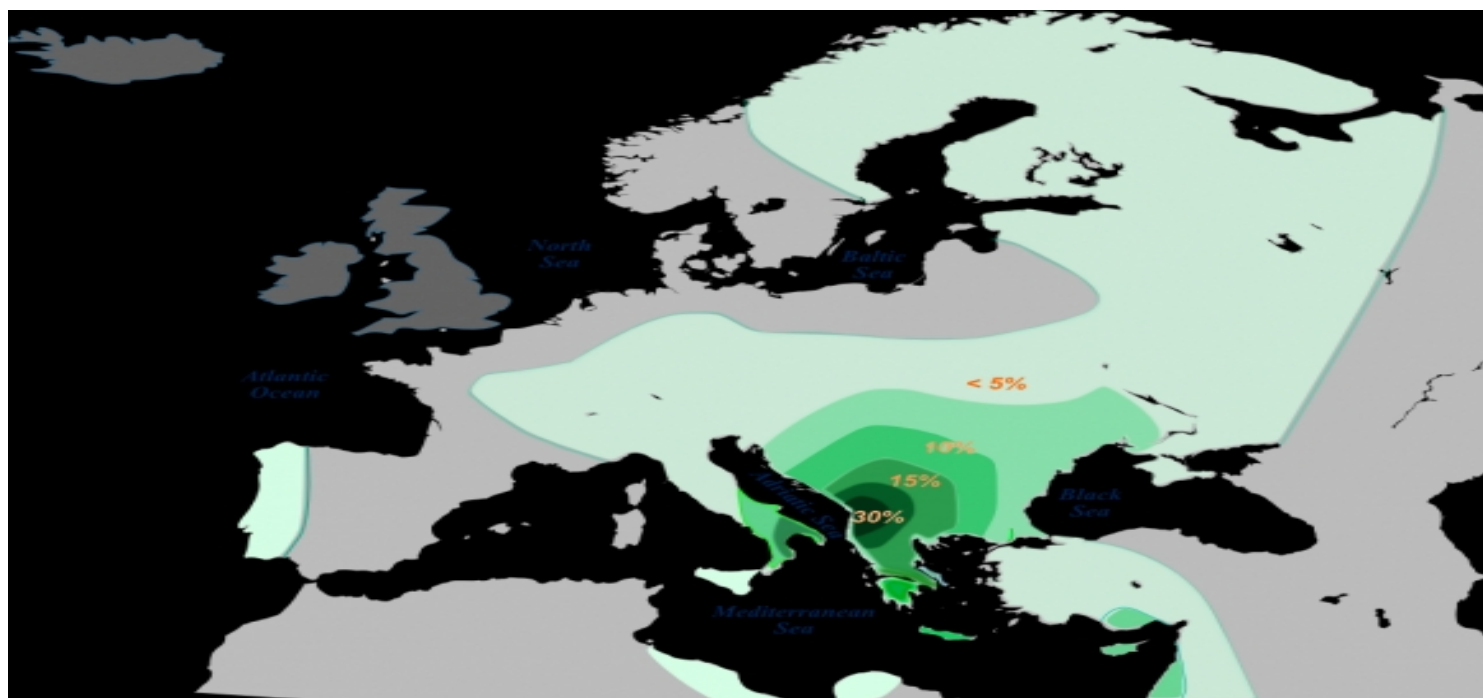 North
Sea
Baltic
Sea
Atlantic
Ocean
< 5%
10%
15%
30%
Adriatic Sea
Black
Sea
Mediterranean
Sea